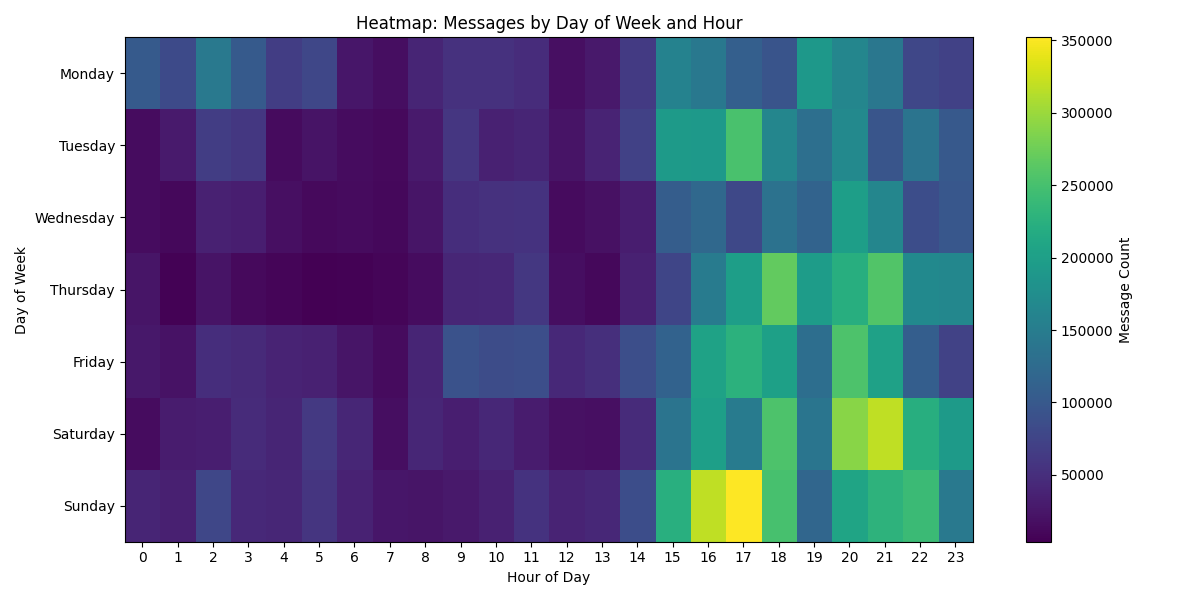 Heatmap: Messages by Day of Week and Hour
Day of Week
Monday
Tuesday
Wednesday
Thursday
Friday
Saturday
Sunday
0 1 2 3 4 5 6 7 8 9 10 11 12 13 14 15 16 17 18 19 20 21 22 23
Hour of Day
350000
300000
250000
200000
150000
100000
50000
Message Count